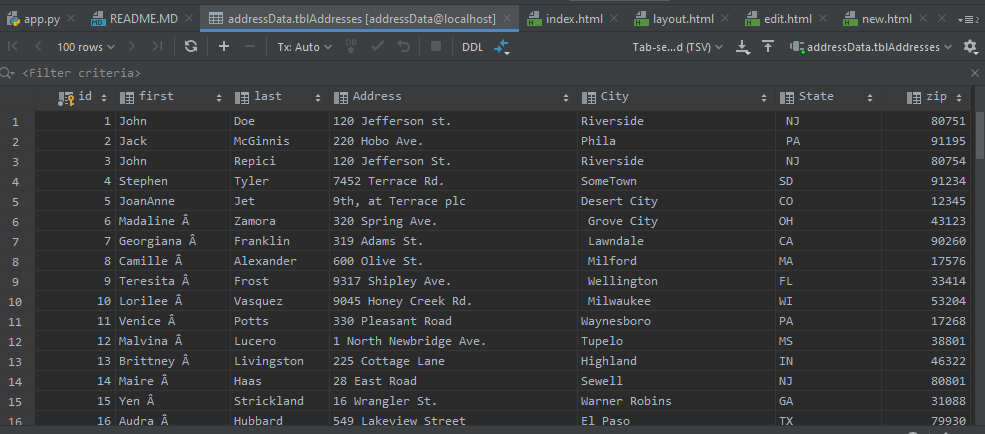 app.py README.MD addressData.tblAddresses [addressData@localhost] index.html layout.html edit.html new.html
100 rows Tx: Auto DB DDL Tab-se...d (TSV) addressData.tblAddresses
<Filter criteria>
id first last Address City State zip
1 1 John Doe 120 Jefferson st. Riverside NJ 80751
2 2 Jack McGinnis 220 Hobo Ave. Phila PA 91195
3 3 John Repici 120 Jefferson St. Riverside NJ 80754
4 4 Stephen Tyler 7452 Terrace Rd. SomeTown SD 91234
5 5 JoanAnne Jet 9th, at Terrace plc Desert City CO 12345
6 6 Madaline Â Zamora 320 Spring Ave. Grove City OH 43123
7 7 Georgiana Â Franklin 319 Adams St. Lawndale CA 90260
8 8 Camille Â Alexander 600 Olive St. Milford MA 17576
9 9 Teresita Â Frost 9317 Shipley Ave. Wellington FL 33414
10 10 Lorilee Â Vasquez 9045 Honey Creek Rd. Milwaukee WI 53204
11 11 Venice Â Potts 330 Pleasant Road Waynesboro PA 17268
12 12 Malvina Â Lucero 1 North Newbridge Ave. Tupelo MS 38801
13 13 Brittney Â Livingston 225 Cottage Lane Highland IN 46322
14 14 Maire Â Haas 28 East Road Sewell NJ 80801
15 15 Yen Â Strickland 16 Wrangler St. Warner Robins GA 31088
16 16 Audra Â Hubbard 549 Lakeview Street El Paso TX 79930